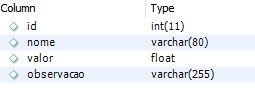 Column Type
id int(11)
nome varchar(80)
valor float
observacao varchar(255)